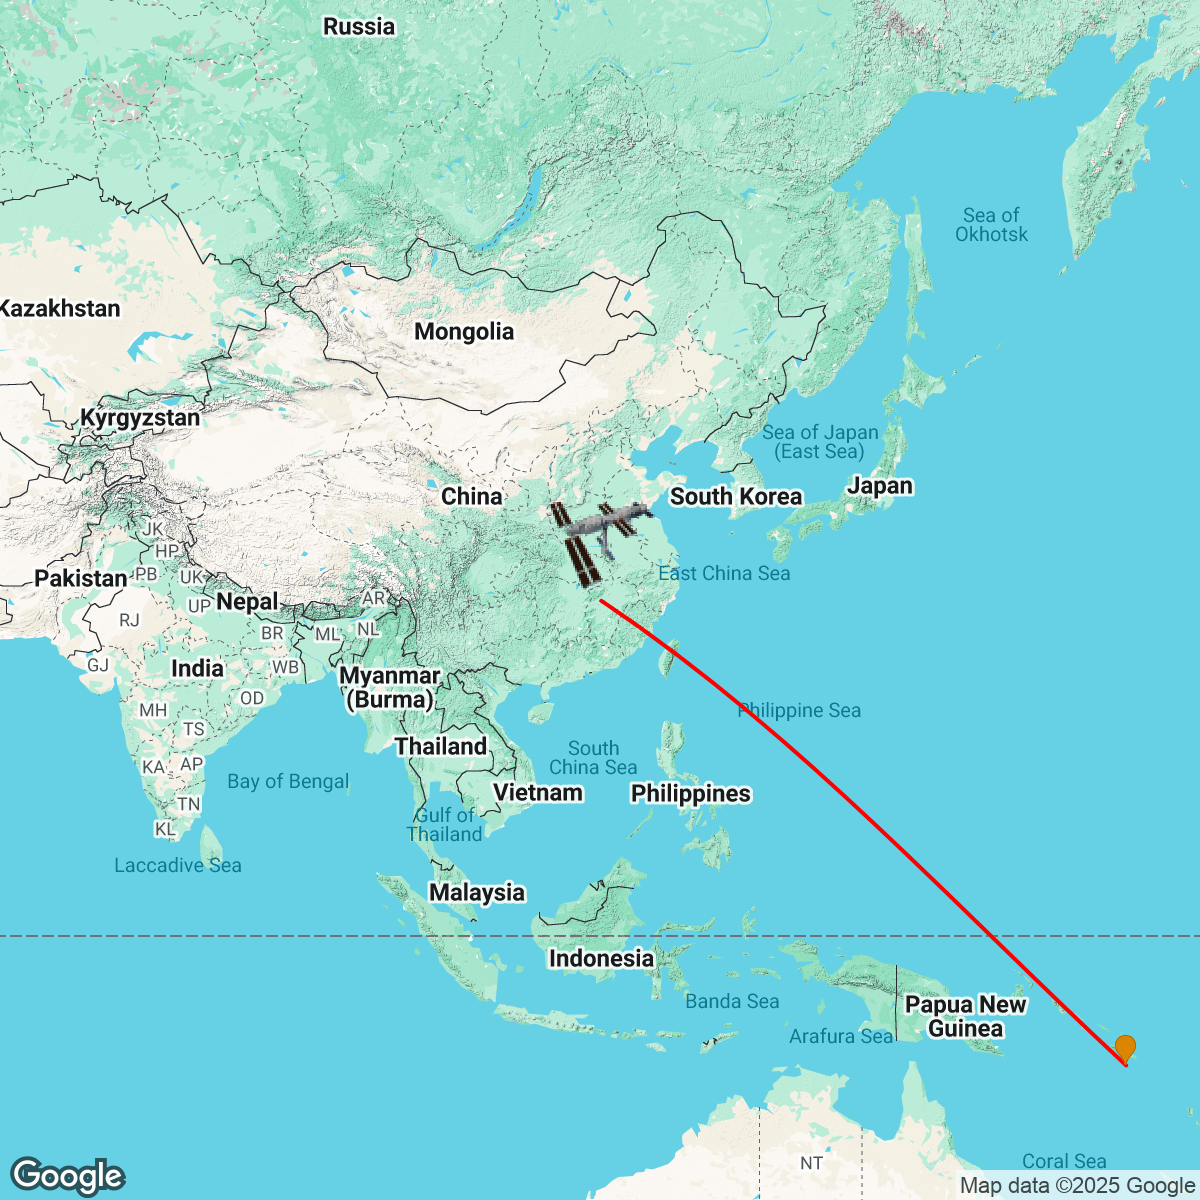 Russia
Sea of
Okhotsk
Kazakhstan
Mongolia
Kyrgyzstan
Sea of Japan
(East Sea)
China
South Korea
Japan
JK
HP
Pakistan
PB
UK
East China Sea
Nepal
UP
AR
RJ
BR
ML
NL
GJ
India
WB
Myanmar
(Burma)
OD
MH
Philippine Sea
TS
Thailand
South
China Sea
KA
AP
Bay of Bengal
Vietnam
Philippines
TN
KL
Gulf of
Thailand
Laccadive Sea
Malaysia
Indonesia
Banda Sea
Papua New
Guinea
Arafura Sea
NT
Coral Sea
Google
Map data ©2025 Google